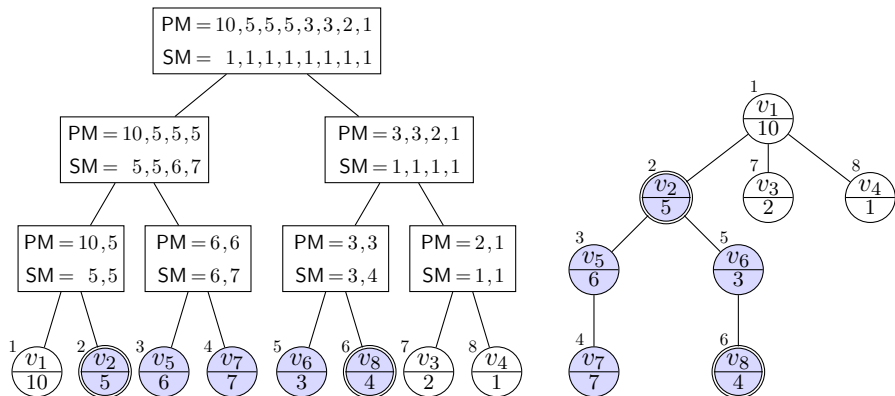 PM = 10,5,5,5,3,3,2,1
SM = 1,1,1,1,1,1,1,1
PM = 10,5,5,5
SM = 5,5,6,7
PM = 3,3,2,1
SM = 1,1,1,1
PM = 10,5
SM = 5,5
PM = 6,6
SM = 6,7
PM = 3,3
SM = 3,4
PM = 2,1
SM = 1,1
1 2 3 4 5 6 7 8
v1 v2 v5 v7 v6 v8 v3 v4
10 5 6 7 3 4 2 1
1
v1
10
2 7 8
v2 v3 v4
5 2 1
3 5
v5 v6
6 3
4 6
v7 v8
7 4